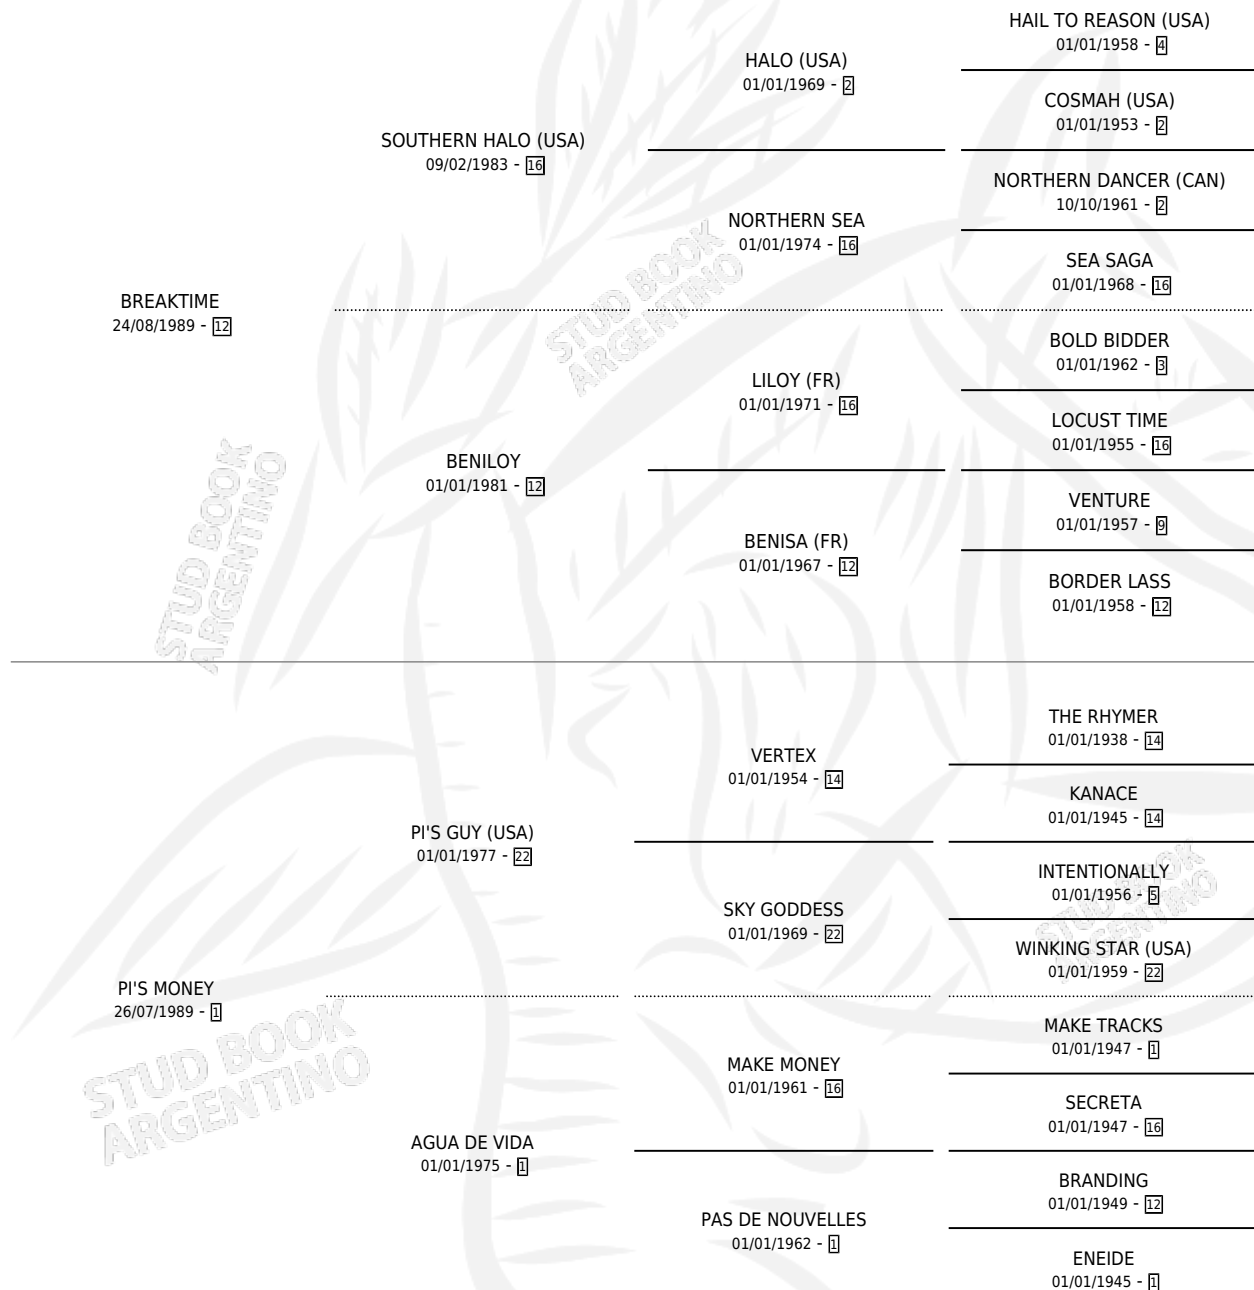 BREAKTIME
24/08/1989 - 12
SOUTHERN HALO (USA)
09/02/1983 - 16
BENILOY
01/01/1981 - 12
HALO (USA)
01/01/1969 - 2
NORTHERN SEA
01/01/1974 - 16
LILOY (FR)
01/01/1971 - 16
BENISA (FR)
01/01/1967 - 12
HAIL TO REASON (USA)
01/01/1958 - 4
COSMAH (USA)
01/01/1953 - 2
NORTHERN DANCER (CAN)
10/10/1961 - 2
SEA SAGA
01/01/1968 - 16
BOLD BIDDER
01/01/1962 - 3
LOCUST TIME
01/01/1955 - 16
VENTURE
01/01/1957 - 9
BORDER LASS
01/01/1958 - 12
PI'S MONEY
26/07/1989 - 1
PI'S GUY (USA)
01/01/1977 - 22
AGUA DE VIDA
01/01/1975 - 1
VERTEX
01/01/1954 - 14
SKY GODDESS
01/01/1969 - 22
MAKE MONEY
01/01/1961 - 16
PAS DE NOUVELLES
01/01/1962 - 1
THE RHYMER
01/01/1938 - 14
KANACE
01/01/1945 - 14
INTENTIONALLY
01/01/1956 - 5
WINKING STAR (USA)
01/01/1959 - 22
MAKE TRACKS
01/01/1947 - 1
SECRETA
01/01/1947 - 16
BRANDING
01/01/1949 - 12
ENEIDE
01/01/1945 - 1
STUD BOOK
ARGENTINO
STUD BOOK
ARGENTINO
STUD BOOK
ARGENTINO
STUD BOOK
ARGENTINO